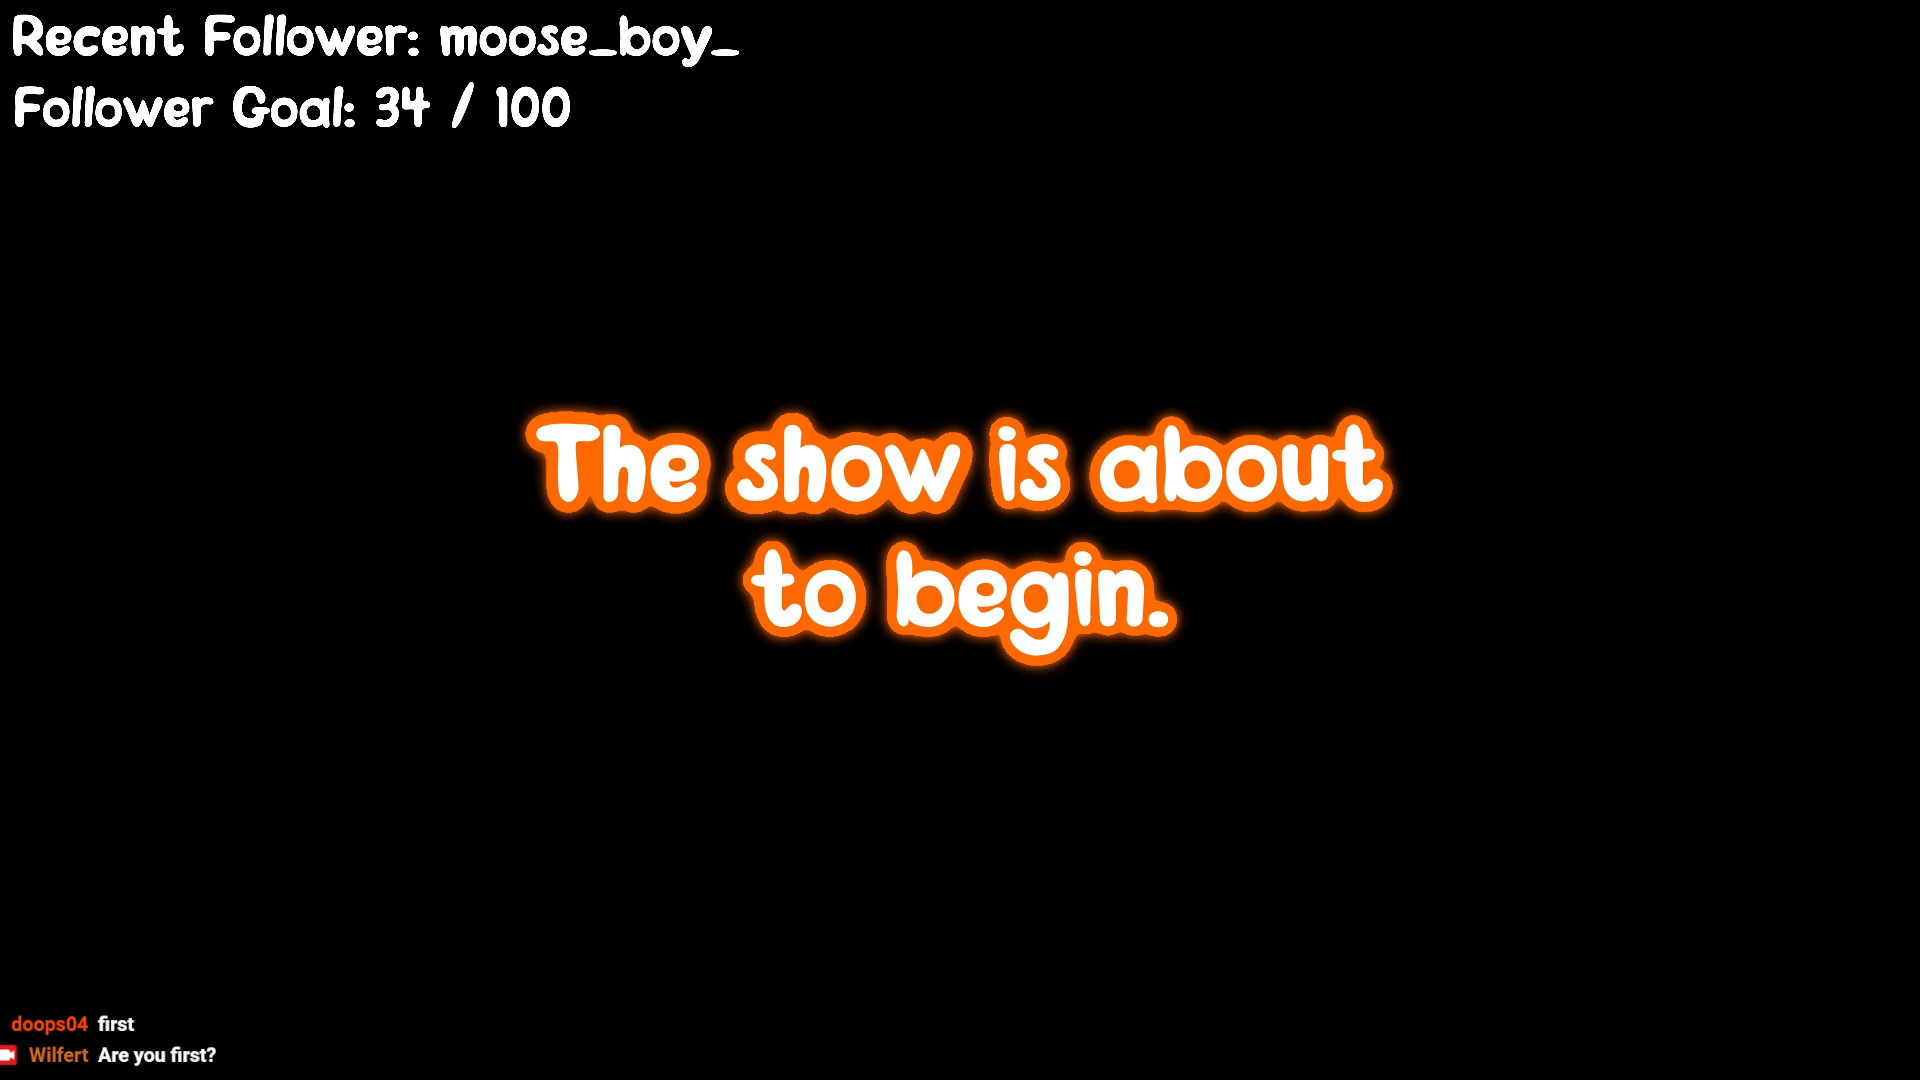 Recent Follower: moose_boy_
Follower Goal: 34 / 100
The show is about
to begin.
doops04 first
Wilfert Are you first?